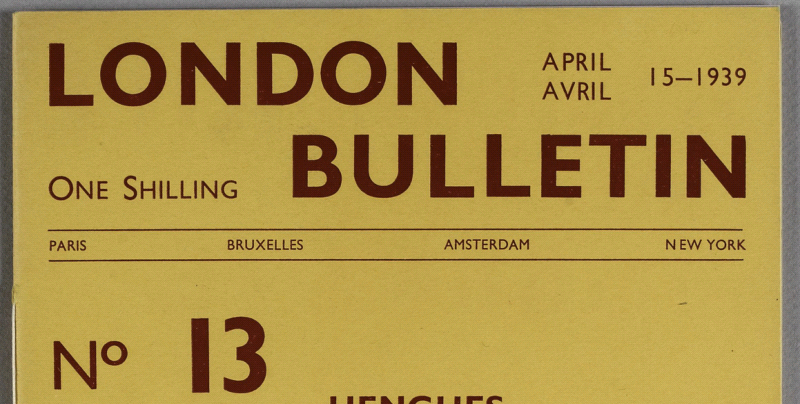 LONDON
APRIL
AVRIL
15—1939
ONE SHILLING
BULLETIN
PARIS BRUXELLES AMSTERDAM NEW YORK
Nº 13